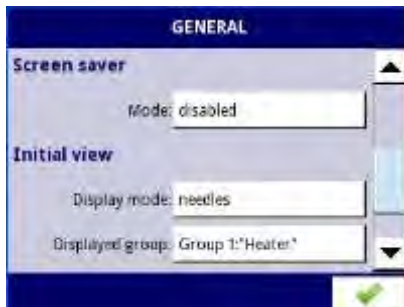 GENERAL
Screen saver
Mode: disabled
Initial view
Display mode: needles
Displayed group: Group 1:"Heater"